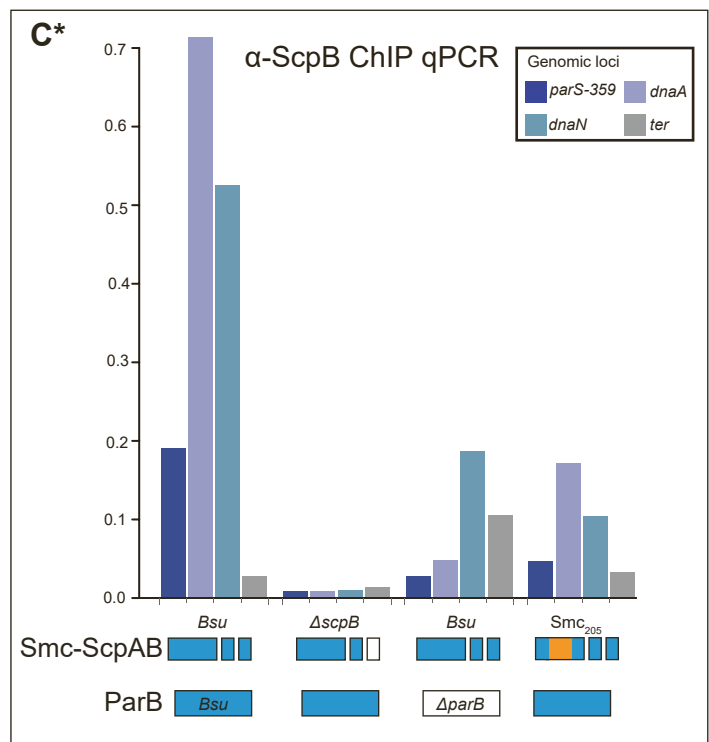 C*
α-ScpB ChIP qPCR
Genomic loci
parS-359 dnaA
dnaN ter
0.7
0.6
0.5
0.4
0.3
0.2
0.1
0.0
Bsu ΔscpB Bsu Smc205
Smc-ScpAB
ParB Bsu ΔparB